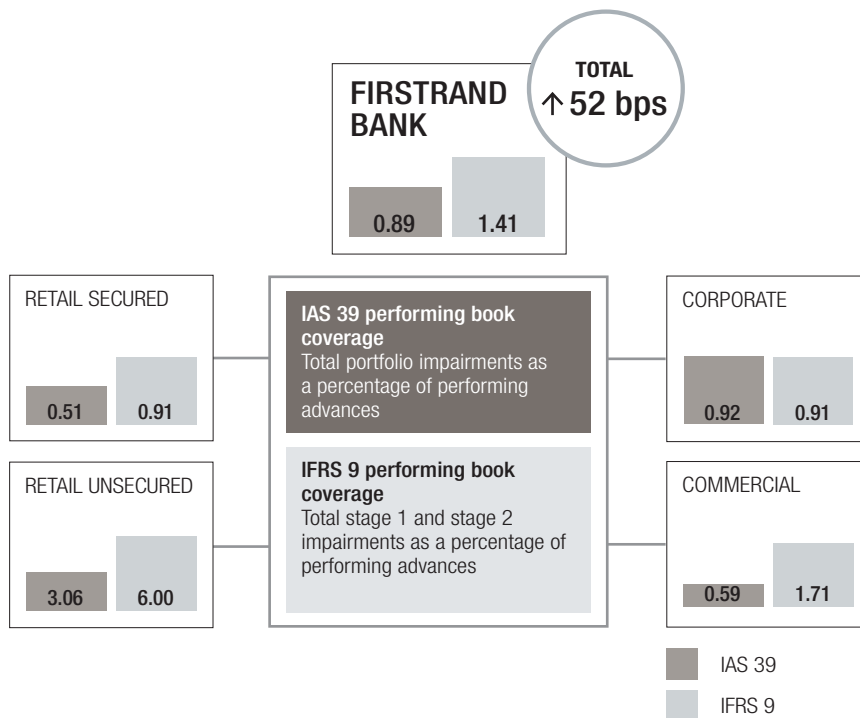 TOTAL
↑ 52 bps
FIRSTRAND
BANK
0.89 1.41
RETAIL SECURED
0.51 0.91
RETAIL UNSECURED
3.06 6.00
IAS 39 performing book
coverage
Total portfolio impairments as
a percentage of performing
advances
IFRS 9 performing book
coverage
Total stage 1 and stage 2
impairments as a percentage of
performing advances
CORPORATE
0.92 0.91
COMMERCIAL
0.59 1.71
IAS 39
IFRS 9